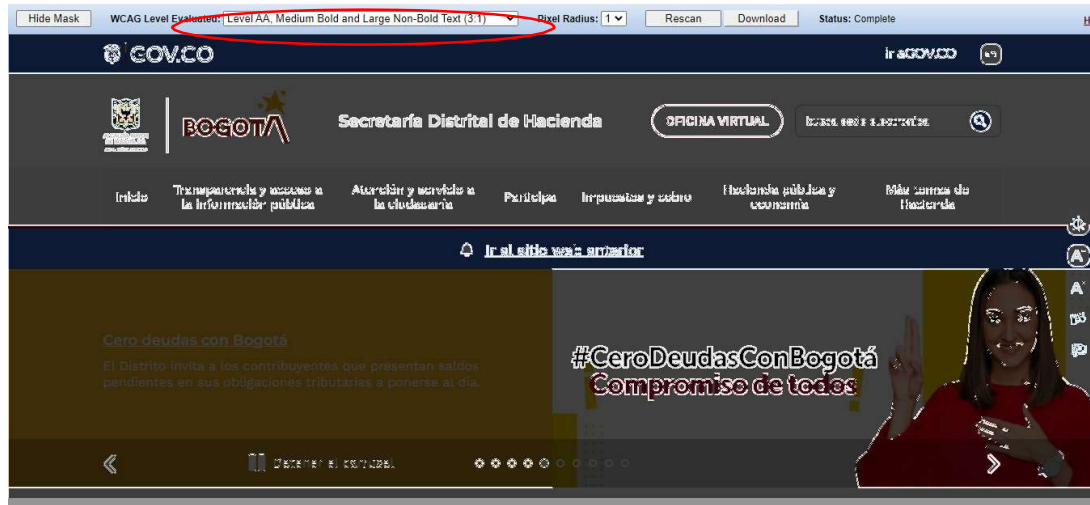 Hide Mask WCAG Level Evaluated: Level AA, Medium Bold and Large Non-Bold Text (3:1) Pixel Radius: 1 Rescan Download Status: Complete
GOV.CO ir a GOV.CO
BOGOTÁ Secretaría Distrital de Hacienda OFICINA VIRTUAL
Inicio Transparencia y acceso a la información pública Atención y servicio a la ciudadanía Participa Impuestos y cobro Hacienda pública y economía Más temas de Hacienda
Ir al sitio web anterior
Cero deudas con Bogotá
El Distrito invita a los contribuyentes que presentan saldos
pendientes en sus obligaciones tributarias a ponerse al día.
#CeroDeudasConBogotá
Compromiso de todos
Detener el carrusel